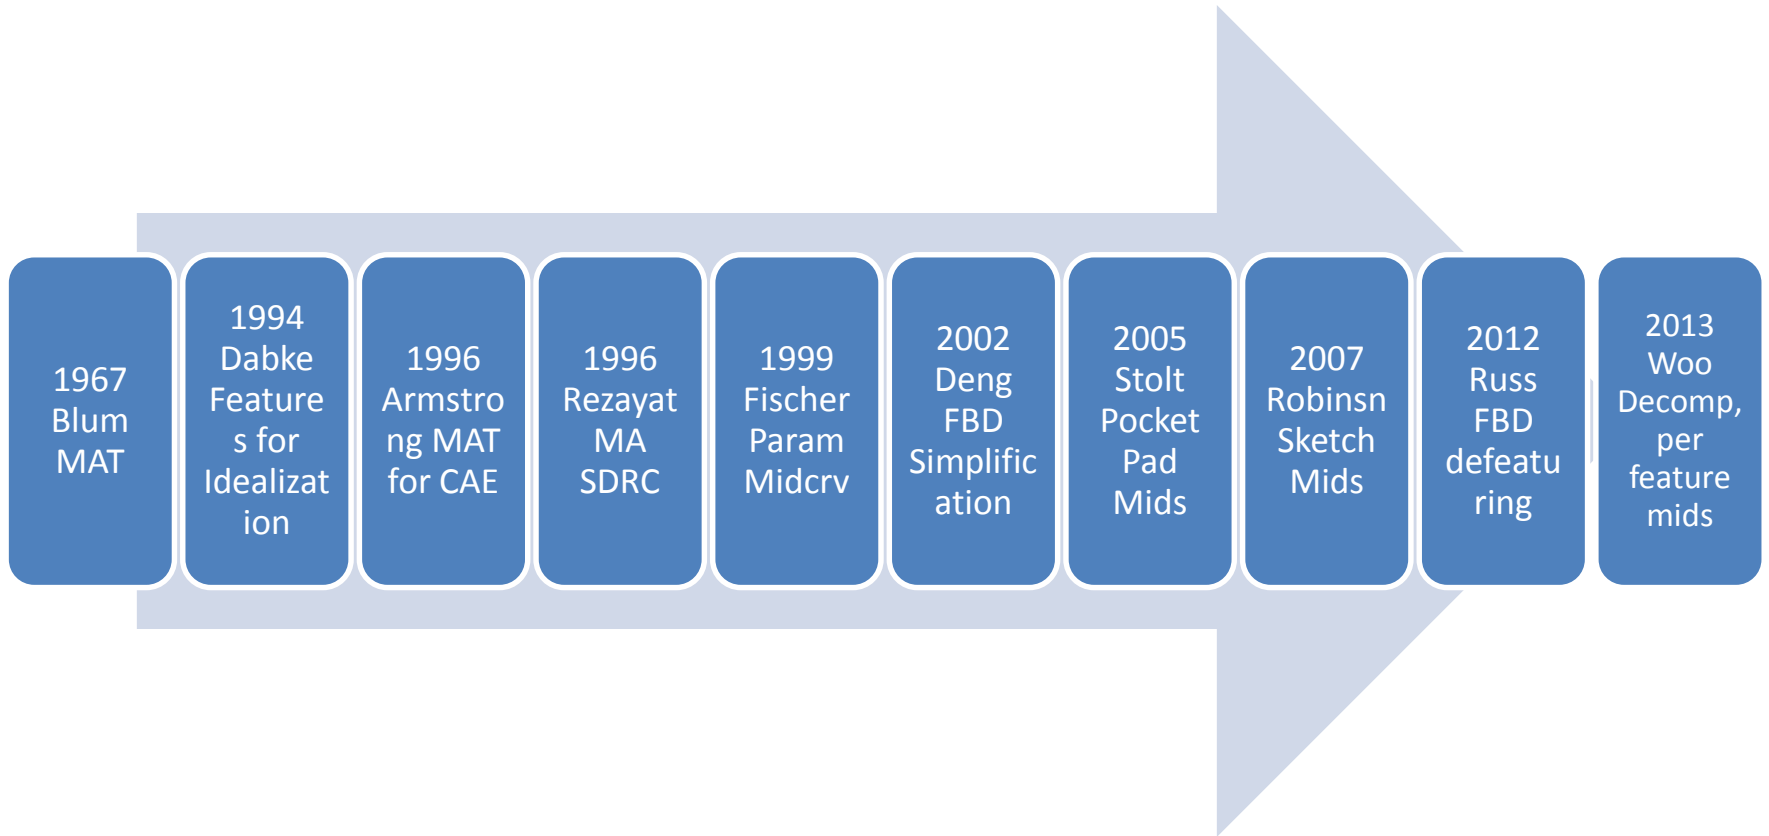 1967
Blum
MAT
1994
Dabke
Feature
s for
Idealizat
ion
1996
Armstro
ng MAT
for CAE
1996
Rezayat
MA
SDRC
1999
Fischer
Param
Midcrv
2002
Deng
FBD
Simplific
ation
2005
Stolt
Pocket
Pad
Mids
2007
Robinsn
Sketch
Mids
2012
Russ
FBD
defeatu
ring
2013
Woo
Decomp,
per
feature
mids